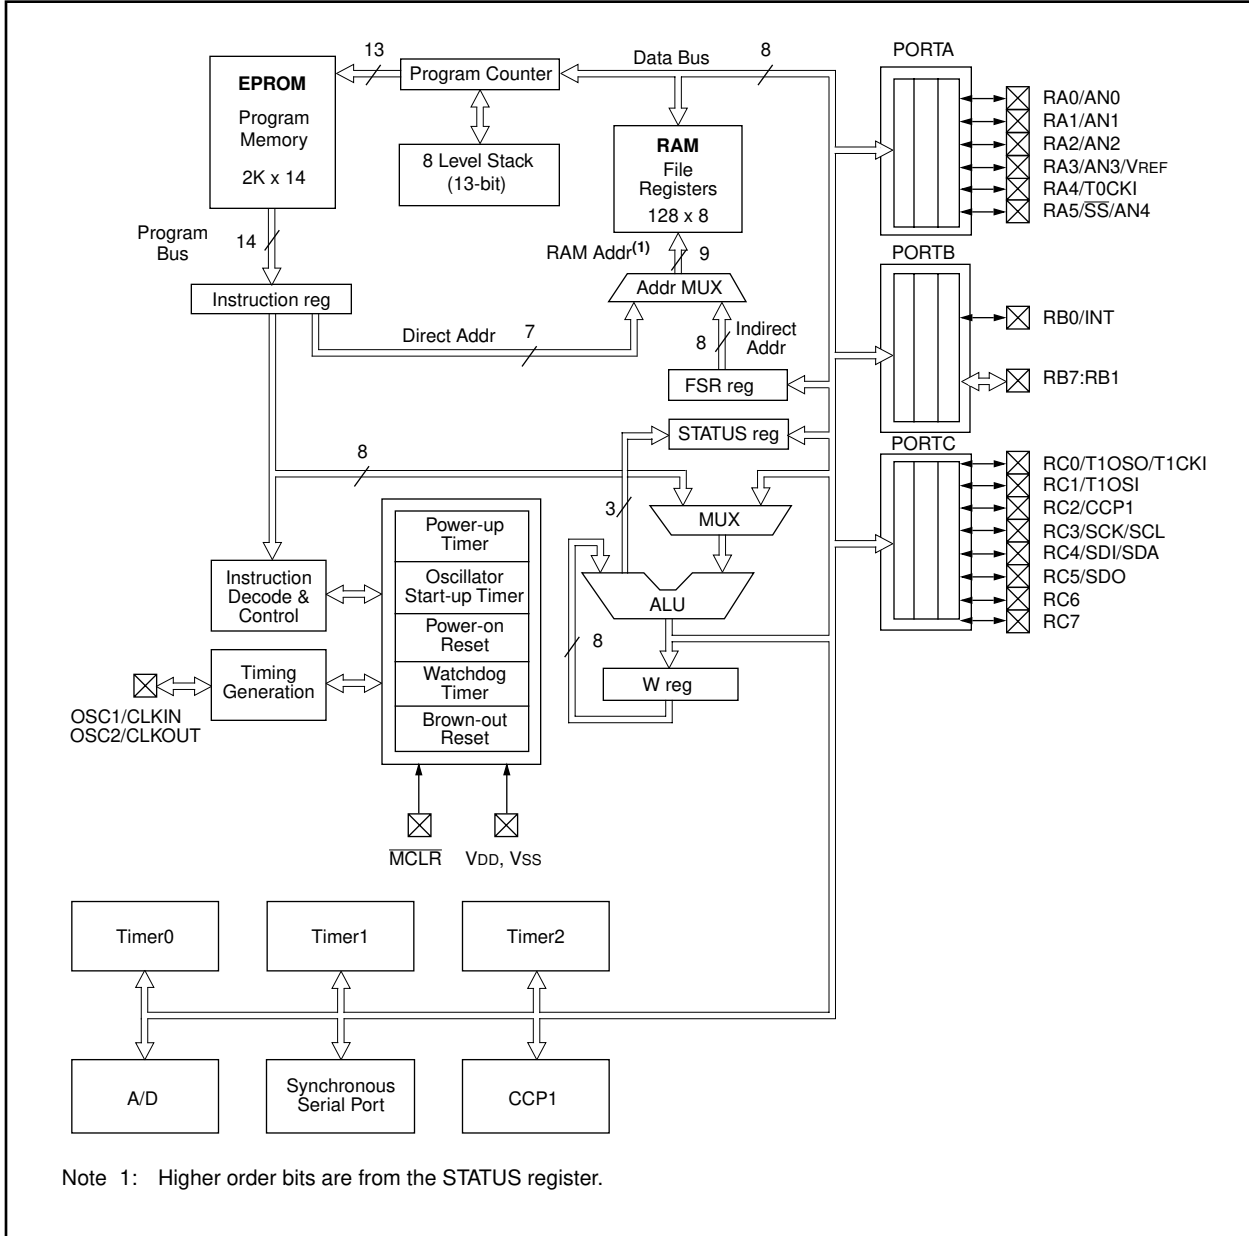 13
Data Bus
8
PORTA
EPROM
Program
Memory
2K x 14
Program Counter
8 Level Stack
(13-bit)
RAM
File
Registers
128 x 8
RA0/AN0
RA1/AN1
RA2/AN2
RA3/AN3/VREF
RA4/T0CKI
RA5/S̅S̅/AN4
Program
Bus
14
RAM Addr(1)
9
PORTB
Instruction reg
Addr MUX
Direct Addr
7
8
Indirect
Addr
RB0/INT
RB7:RB1
FSR reg
STATUS reg
PORTC
8
3
MUX
RC0/T1OSO/T1CKI
RC1/T1OSI
RC2/CCP1
RC3/SCK/SCL
RC4/SDI/SDA
RC5/SDO
RC6
RC7
Power-up
Timer
Oscillator
Start-up Timer
Power-on
Reset
Watchdog
Timer
Brown-out
Reset
Instruction
Decode &
Control
ALU
8
W reg
Timing
Generation
OSC1/CLKIN
OSC2/CLKOUT
M̅C̅L̅R̅
VDD, VSS
Timer0
Timer1
Timer2
A/D
Synchronous
Serial Port
CCP1
Note 1: Higher order bits are from the STATUS register.